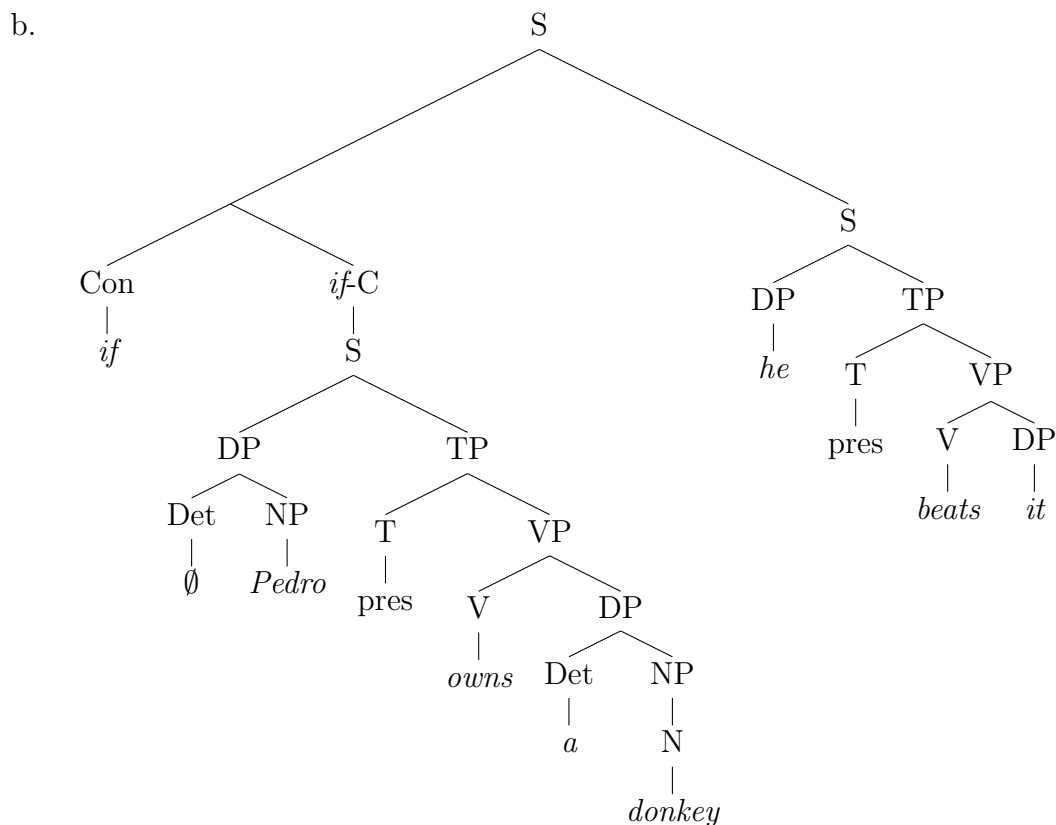 b.
S
S
Con
if-C
DP
TP
if
S
he
T
VP
DP
TP
pres
V
DP
Det
NP
T
VP
beats
it
∅
Pedro
pres
V
DP
owns
Det
NP
a
N
donkey